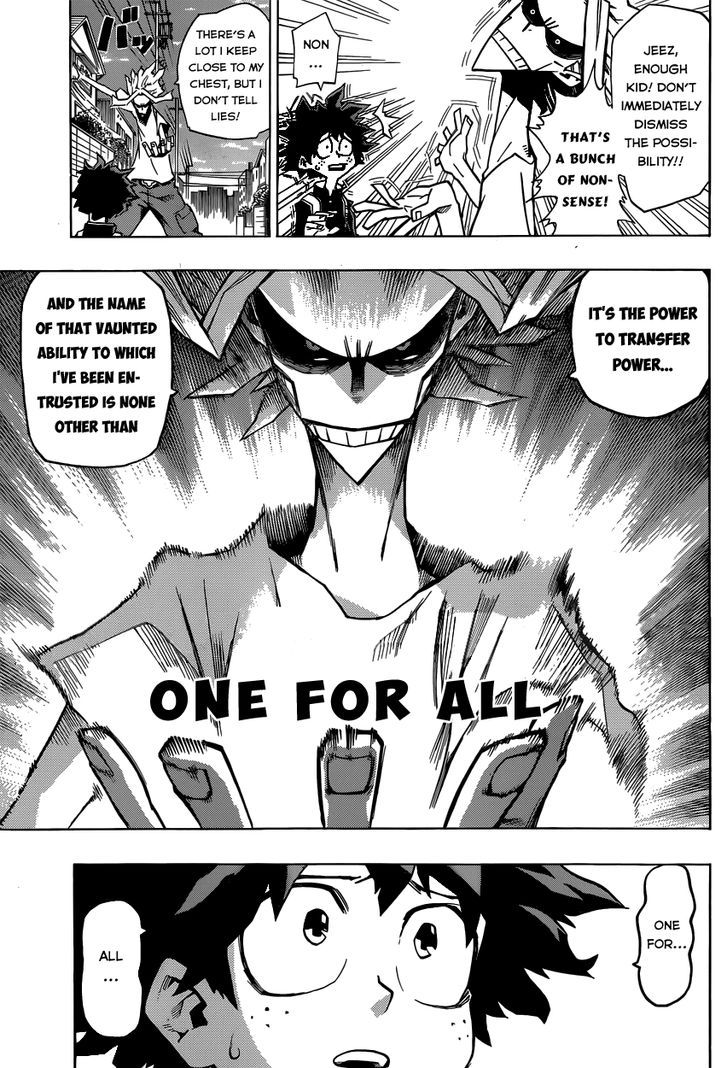 JEEZ,
ENOUGH
KID! DON'T
IMMEDIATELY
DISMISS
THE POSSI-
BILITY!!
THAT'S
A BUNCH
OF NON-
SENSE!
NON
...
THERE'S A
LOT I KEEP
CLOSE TO MY
CHEST, BUT I
DON'T TELL
LIES!
バッ
IT'S THE POWER
TO TRANSFER
POWER...
AND THE NAME
OF THAT VAUNTED
ABILITY TO WHICH
I'VE BEEN EN-
TRUSTED IS NONE
OTHER THAN
ONE FOR ALL
ONE
FOR...
ALL
...